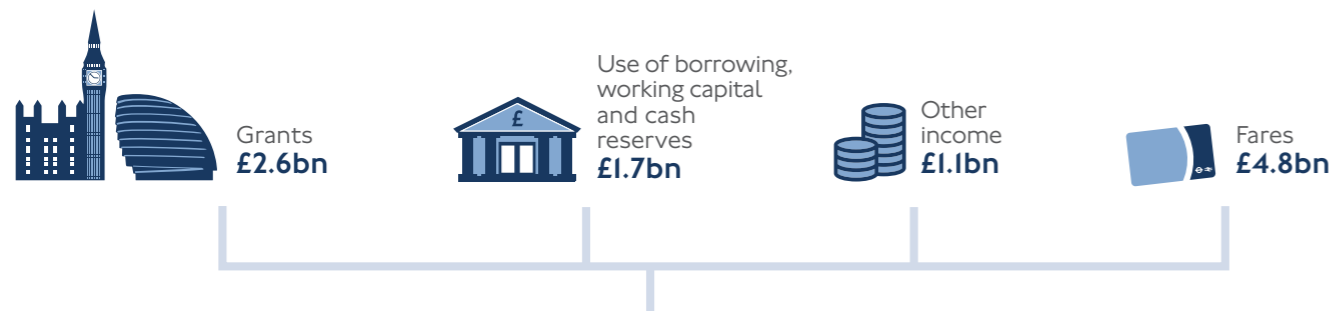 Grants
£2.6bn
£
Use of borrowing,
working capital
and cash
reserves
£1.7bn
Other
income
£1.1bn
Fares
£4.8bn